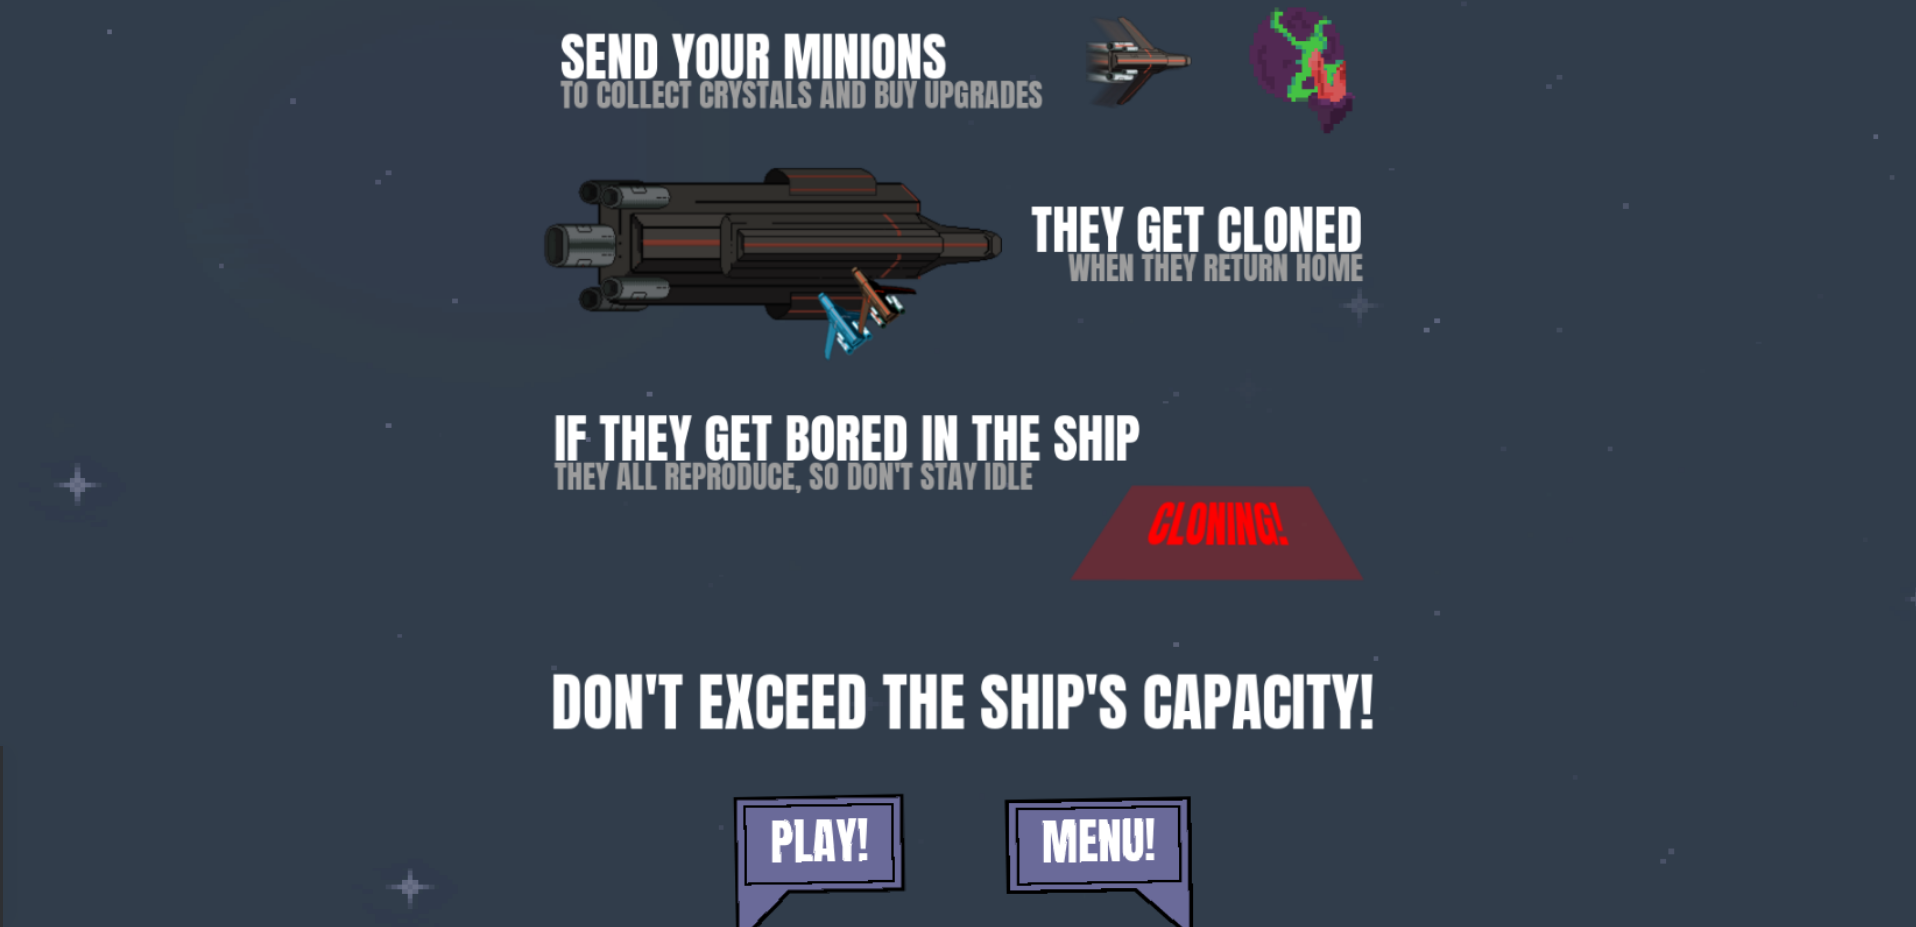 SEND YOUR MINIONS
TO COLLECT CRYSTALS AND BUY UPGRADES
THEY GET CLONED
WHEN THEY RETURN HOME
IF THEY GET BORED IN THE SHIP
THEY ALL REPRODUCE, SO DON'T STAY IDLE
CLONING!
DON'T EXCEED THE SHIP'S CAPACITY!
PLAY!
MENU!